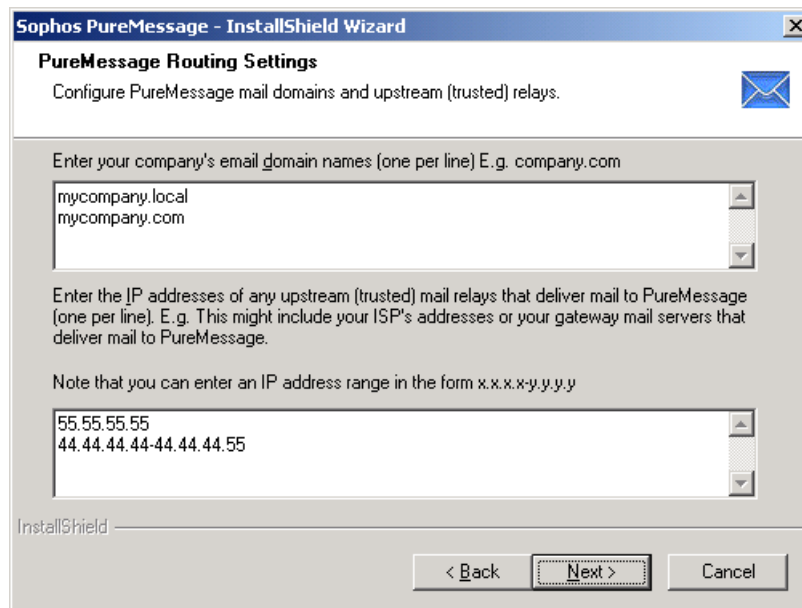 Sophos PureMessage - InstallShield Wizard
PureMessage Routing Settings
Configure PureMessage mail domains and upstream (trusted) relays.
Enter your company's email domain names (one per line) E.g. company.com
mycompany.local
mycompany.com
Enter the IP addresses of any upstream (trusted) mail relays that deliver mail to PureMessage
(one per line). E.g. This might include your ISP's addresses or your gateway mail servers that
deliver mail to PureMessage.
Note that you can enter an IP address range in the form x.x.x.x-y.y.y.y
55.55.55.55
44.44.44.44-44.44.44.55
InstallShield
< Back
Next >
Cancel